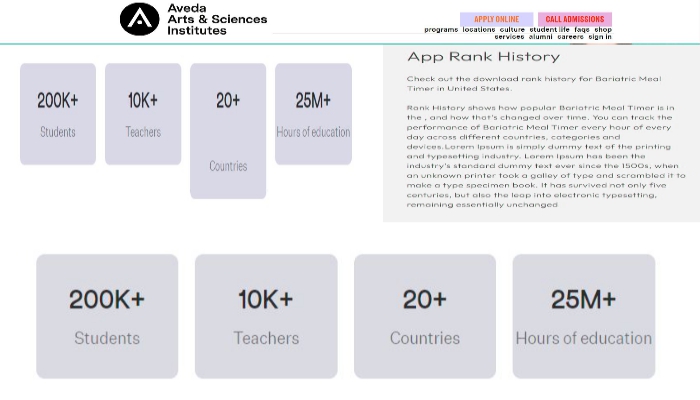 Aveda
Arts & Sciences
Institutes
APPLY ONLINE
CALL ADMISSIONS
programs locations culture student life faqs shop
services alumni careers sign in
200K+
Students
10K+
Teachers
20+
Countries
25M+
Hours of education
App Rank History
Check out the download rank history for Bariatric Meal
Timer in United States.
Rank History shows how popular Bariatric Meal Timer is in
the , and how that's changed over time. You can track the
performance of Bariatric Meal Timer every hour of every
day across different countries, categories and
devices.Lorem Ipsum is simply dummy text of the printing
and typesetting industry. Lorem Ipsum has been the
industry's standard dummy text ever since the 1500s, when
an unknown printer took a galley of type and scrambled it to
make a type specimen book. It has survived not only five
centuries, but also the leap into electronic typesetting,
remaining essentially unchanged
200K+
Students
10K+
Teachers
20+
Countries
25M+
Hours of education